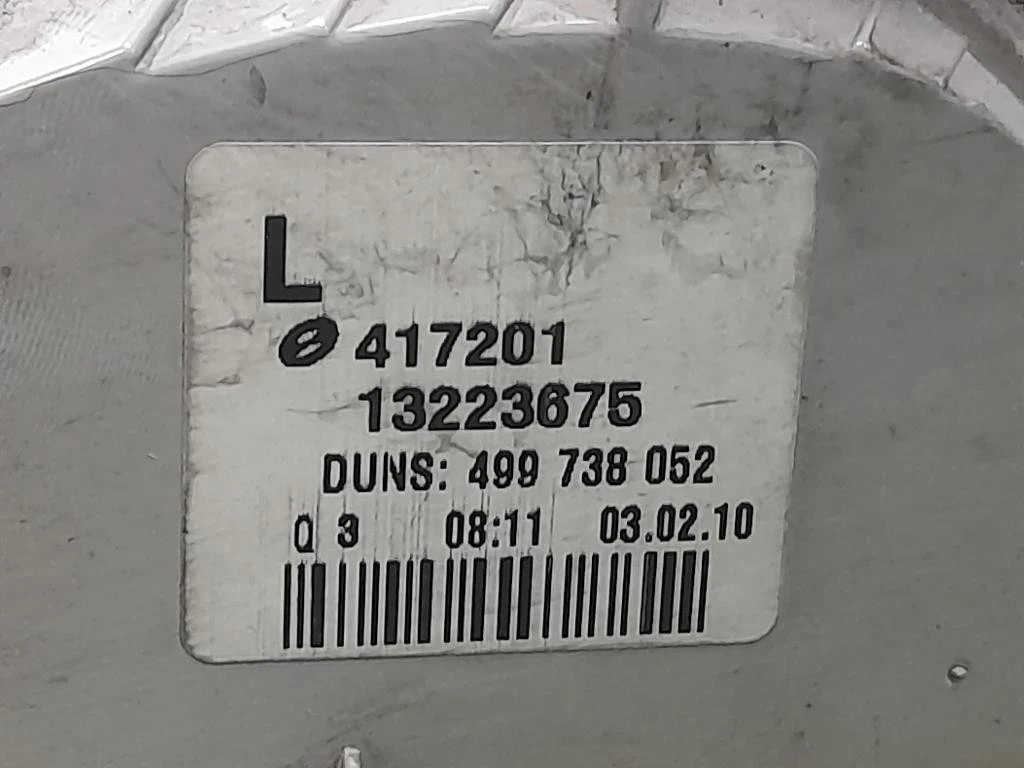 L
417201
13223675
DUNS: 499 738 052
Q 3 08:11 03.02.10